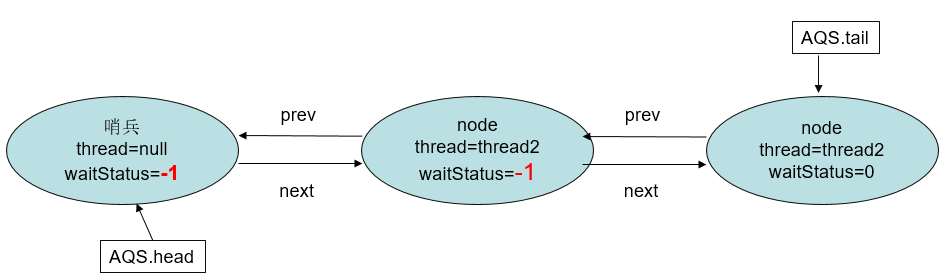 AQS.tail
哨兵
thread=null
waitStatus=-1
prev
next
node
thread=thread2
waitStatus=-1
prev
next
node
thread=thread2
waitStatus=0
AQS.head